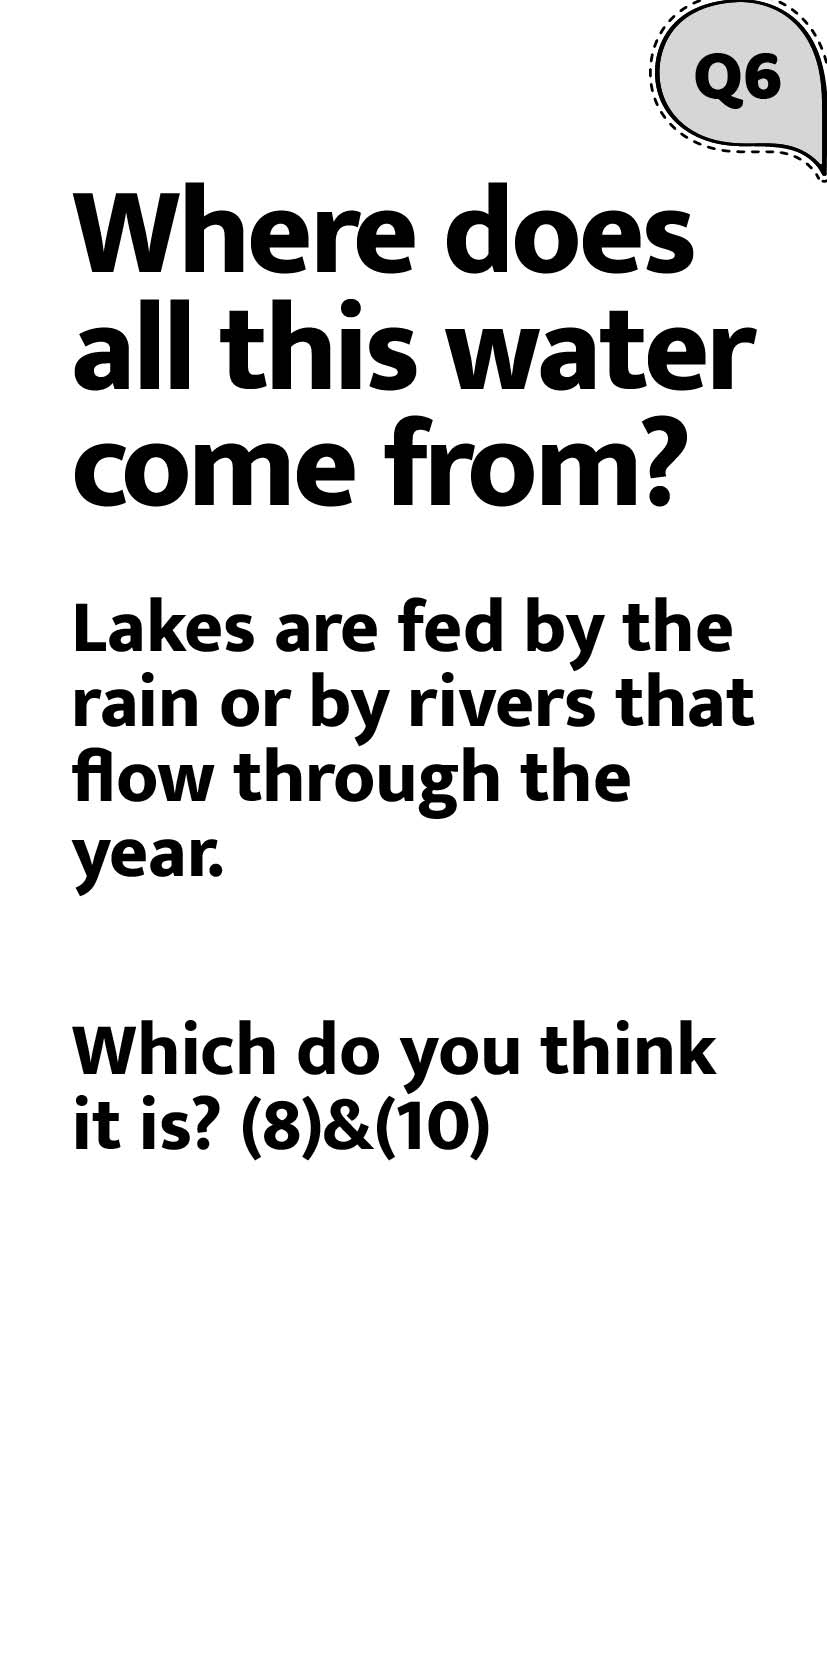 Q6
Where does
all this water
come from?
Lakes are fed by the
rain or by rivers that
flow through the
year.
Which do you think
it is? (8)&(10)